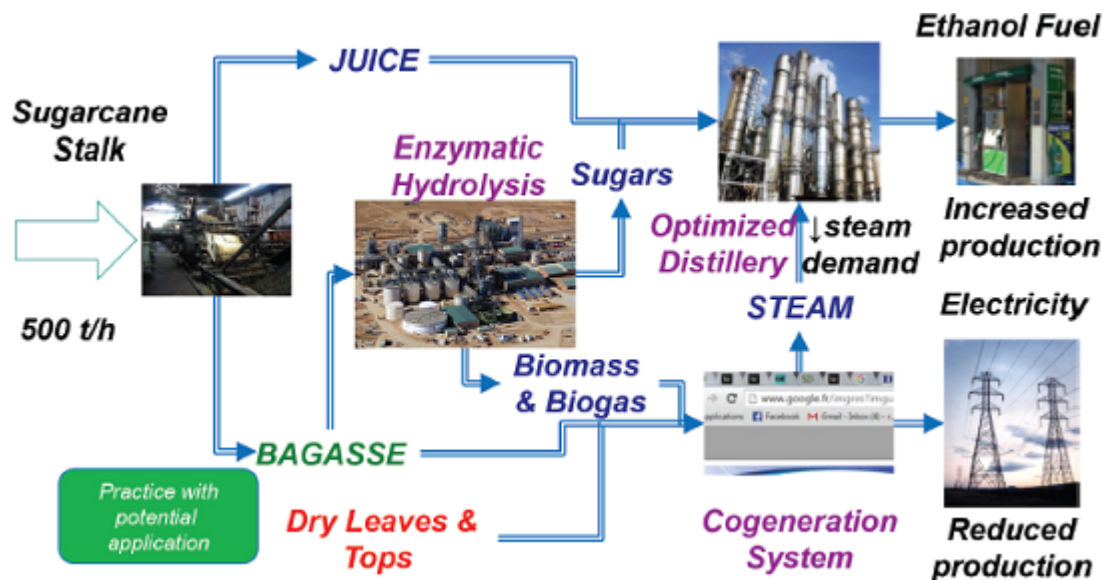 Ethanol Fuel
JUICE
Sugarcane
Stalk
Enzymatic
Hydrolysis
Sugars
Increased
production
Optimized
Distillery
↓ steam
demand
500 t/h
STEAM
Electricity
Biomass
& Biogas
www.google.fr/imgres?imgu
Facebook
Gmail - Inbox (4) - c
BAGASSE
Practice with
potential
application
Dry Leaves &
Tops
Cogeneration
System
Reduced
production